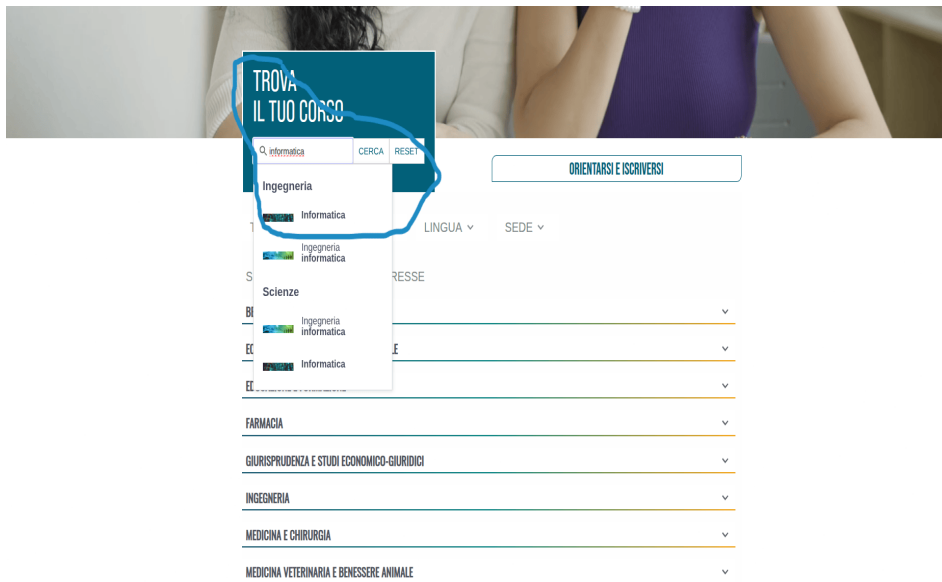 TROVA
IL TUO CORSO
informatica
CERCA
RESET
ORIENTARSI E ISCRIVERSI
Ingegneria
Informatica
LINGUA
SEDE
Ingegneria
informatica
RESSE
Scienze
Ingegneria
informatica
Informatica
FARMACIA
GIURISPRUDENZA E STUDI ECONOMICO-GIURIDICI
INGEGNERIA
MEDICINA E CHIRURGIA
MEDICINA VETERINARIA E BENESSERE ANIMALE